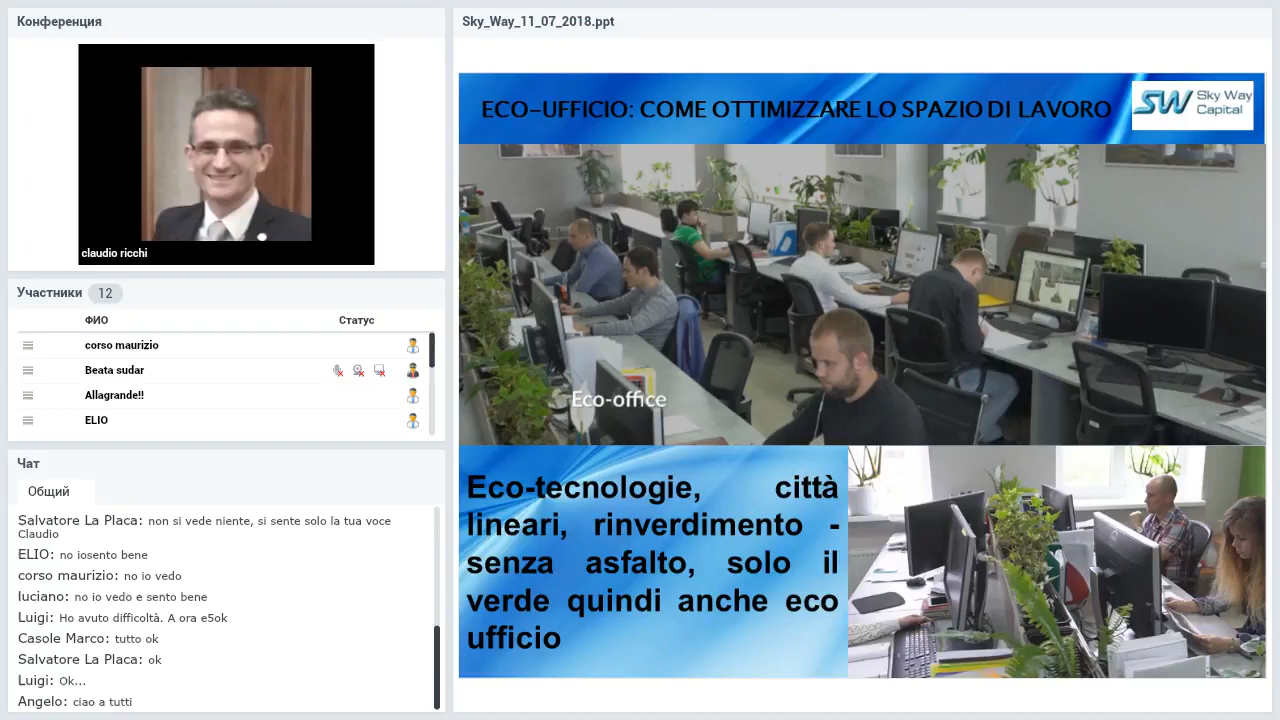 Конференция
claudio ricchi
Участники 12
ФИО Статус
corso maurizio
Beata sudar
Allagrande!!
ELIO
Чат
Общий
Salvatore La Placa: non si vede niente, si sente solo la tua voce
Claudio
ELIO: no iosento bene
corso maurizio: no io vedo
luciano: no io vedo e sento bene
Luigi: Ho avuto difficoltà. A ora e5ok
Casole Marco: tutto ok
Salvatore La Placa: ok
Luigi: Ok...
Angelo: ciao a tutti
Sky_Way_11_07_2018.ppt
ECO-UFFICIO: COME OTTIMIZZARE LO SPAZIO DI LAVORO
SW Sky Way
Capital
Eco-office
Eco-tecnologie, città
lineari, rinverdimento -
senza asfalto, solo il
verde quindi anche eco
ufficio